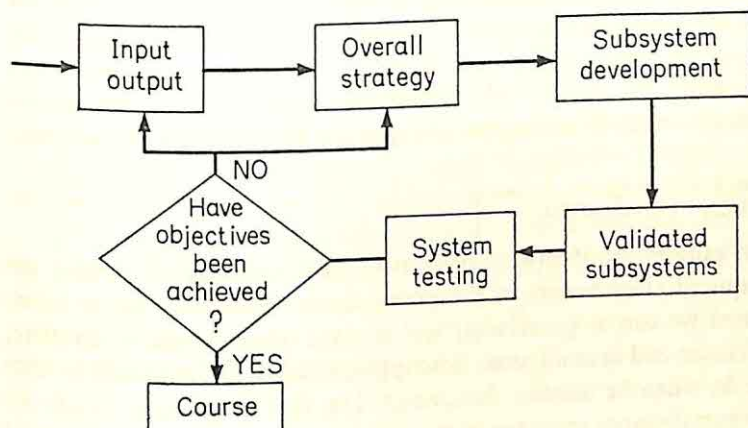 Input
output
Overall
strategy
Subsystem
development
NO
Have
objectives
been
achieved
?
System
testing
Validated
subsystems
YES
Course